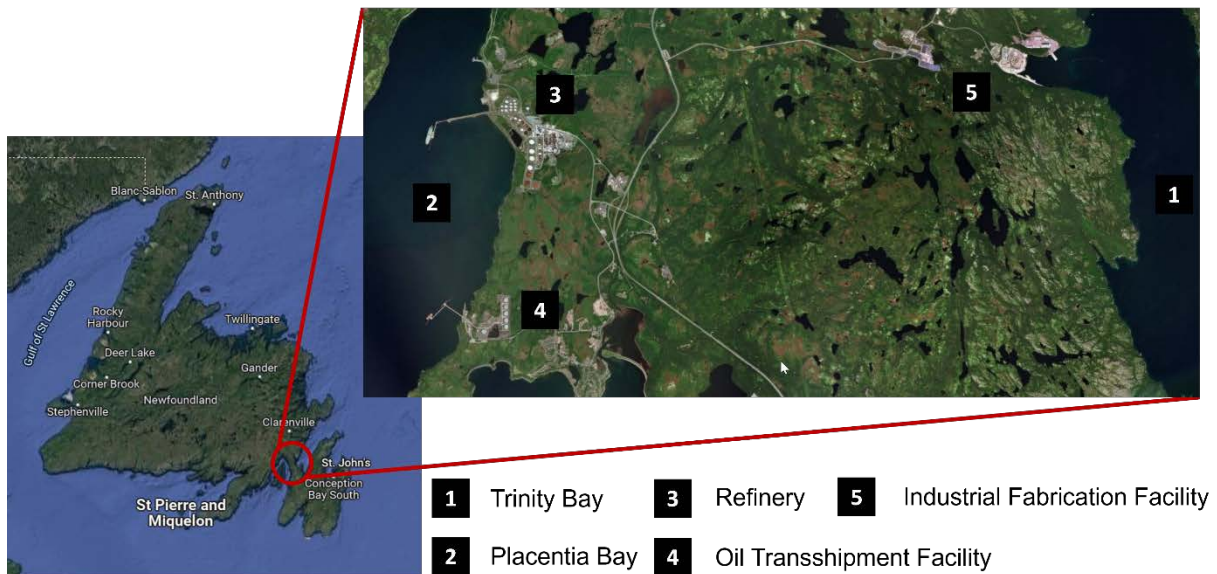 3
5
2
1
4
Blanc-Sablon
St. Anthony
Gulf of St Lawrence
Rocky
Harbour
Twillingate
Deer Lake
Gander
Corner Brook
Newfoundland
Stephenville
Clarenville
St. John's
Conception
Bay South
St Pierre and
Miquelon
1 Trinity Bay
3 Refinery
5 Industrial Fabrication Facility
2 Placentia Bay
4 Oil Transshipment Facility